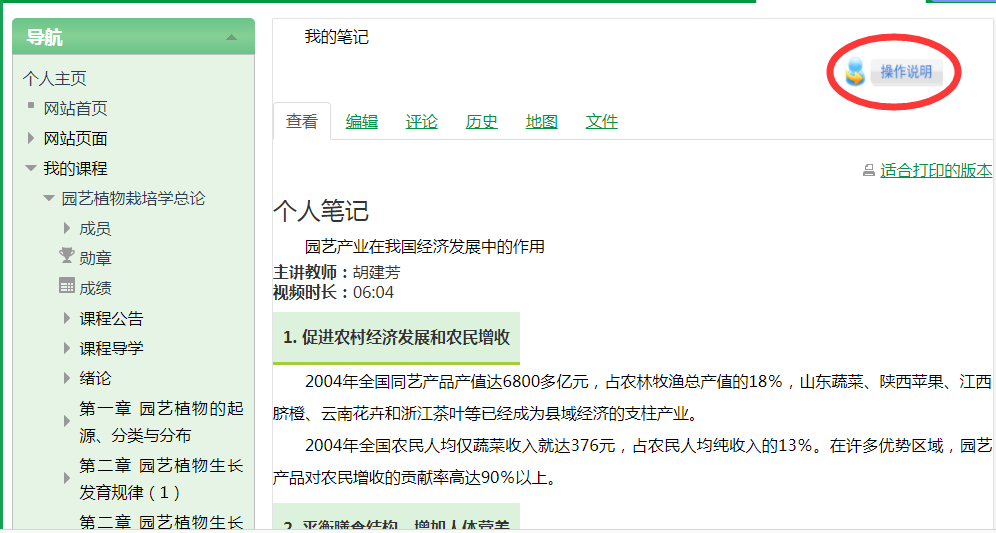 导航
个人主页
网站首页
网站页面
我的课程
园艺植物栽培学总论
成员
勋章
成绩
课程公告
课程导学
绪论
第一章 园艺植物的起
源、分类与分布
第二章 园艺植物生长
发育规律（1）
第二章 园艺植物生长
我的笔记
操作说明
查看 编辑 评论 历史 地图 文件
适合打印的版本
个人笔记
园艺产业在我国经济发展中的作用
主讲教师：胡建芳
视频时长：06:04
1. 促进农村经济发展和农民增收
2004年全国同艺产品产值达6800多亿元，占农林牧渔总产值的18%，山东蔬菜、陕西苹果、江西
脐橙、云南花卉和浙江茶叶等已经成为县域经济的支柱产业。
2004年全国农民人均仅蔬菜收入就达376元，占农民人均纯收入的13%。在许多优势区域，园艺
产品对农民增收的贡献率高达90%以上。
2. 平衡膳食结构，增加人体营养